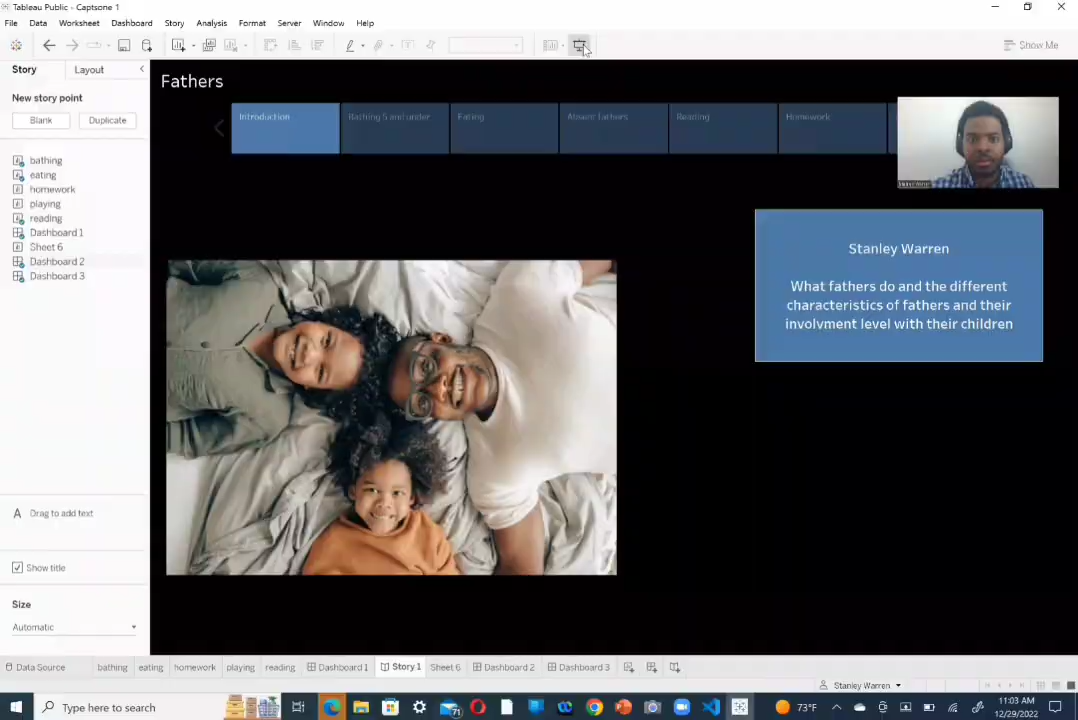 Tableau Public - Captsone 1
File Data Worksheet Dashboard Story Analysis Format Server Window Help
Show Me
Story Layout
New story point
Blank Duplicate
bathing
eating
homework
playing
reading
Dashboard 1
Sheet 6
Dashboard 2
Dashboard 3
Drag to add text
Show title
Size
Automatic
Fathers
Introduction
Bathing 5 and under
Eating
Absent fathers
Reading
Homework
Stanley Warren
Stanley Warren
What fathers do and the different
characteristics of fathers and their
involvment level with their children
Data Source bathing eating homework playing reading Dashboard 1 Story 1 Sheet 6 Dashboard 2 Dashboard 3
Stanley Warren
Type here to search
71
73°F
11:03 AM
12/29/2022